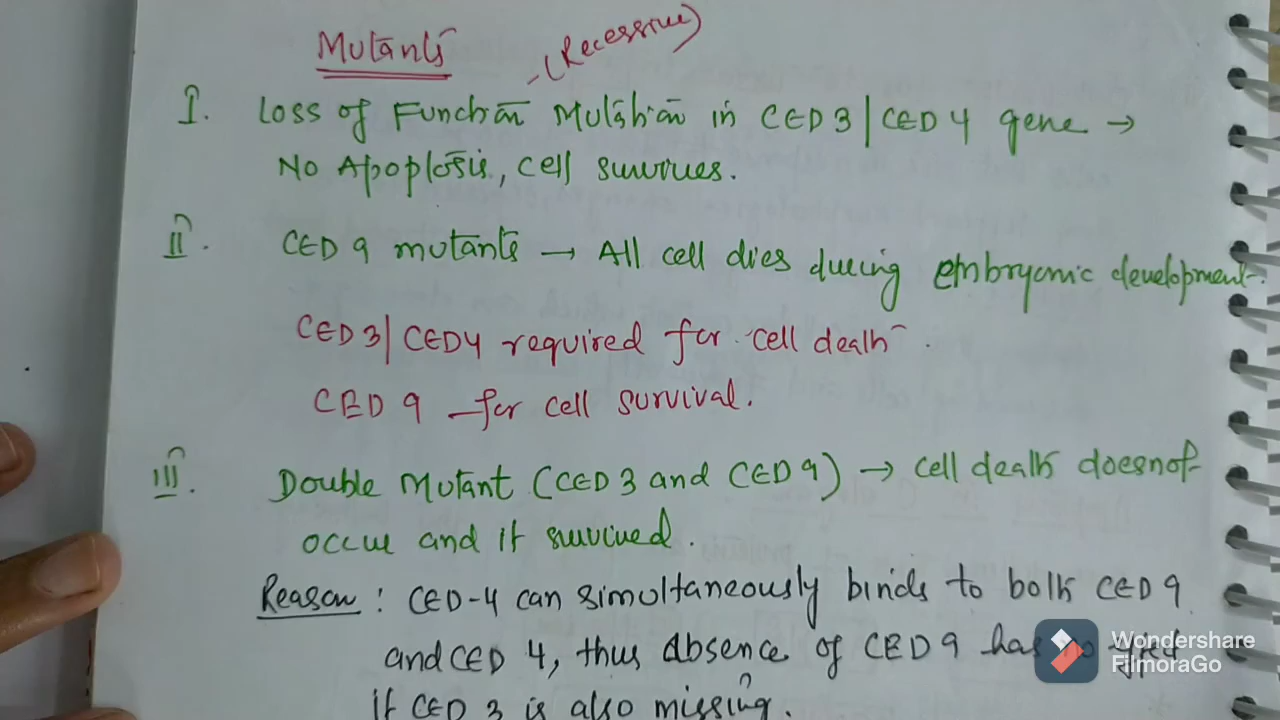 Mutants
-(Recessive)
I. Loss of Function Mutation in CED3|CED4 gene →
No Apoptosis, cell survives.
II. CED 9 mutants → All cell dies during embryonic development.
CED3|CED4 required for cell death.
CED 9 - for cell survival.
III. Double Mutant (CED 3 and CED 9) → cell death doesnot
occur and it survived.
Reason : CED-4 can simultaneously binds to both CED 9
and CED 4, thus absence of CED 9 has no
if CED 3 is also missing.
Wondershare
FilmoraGo